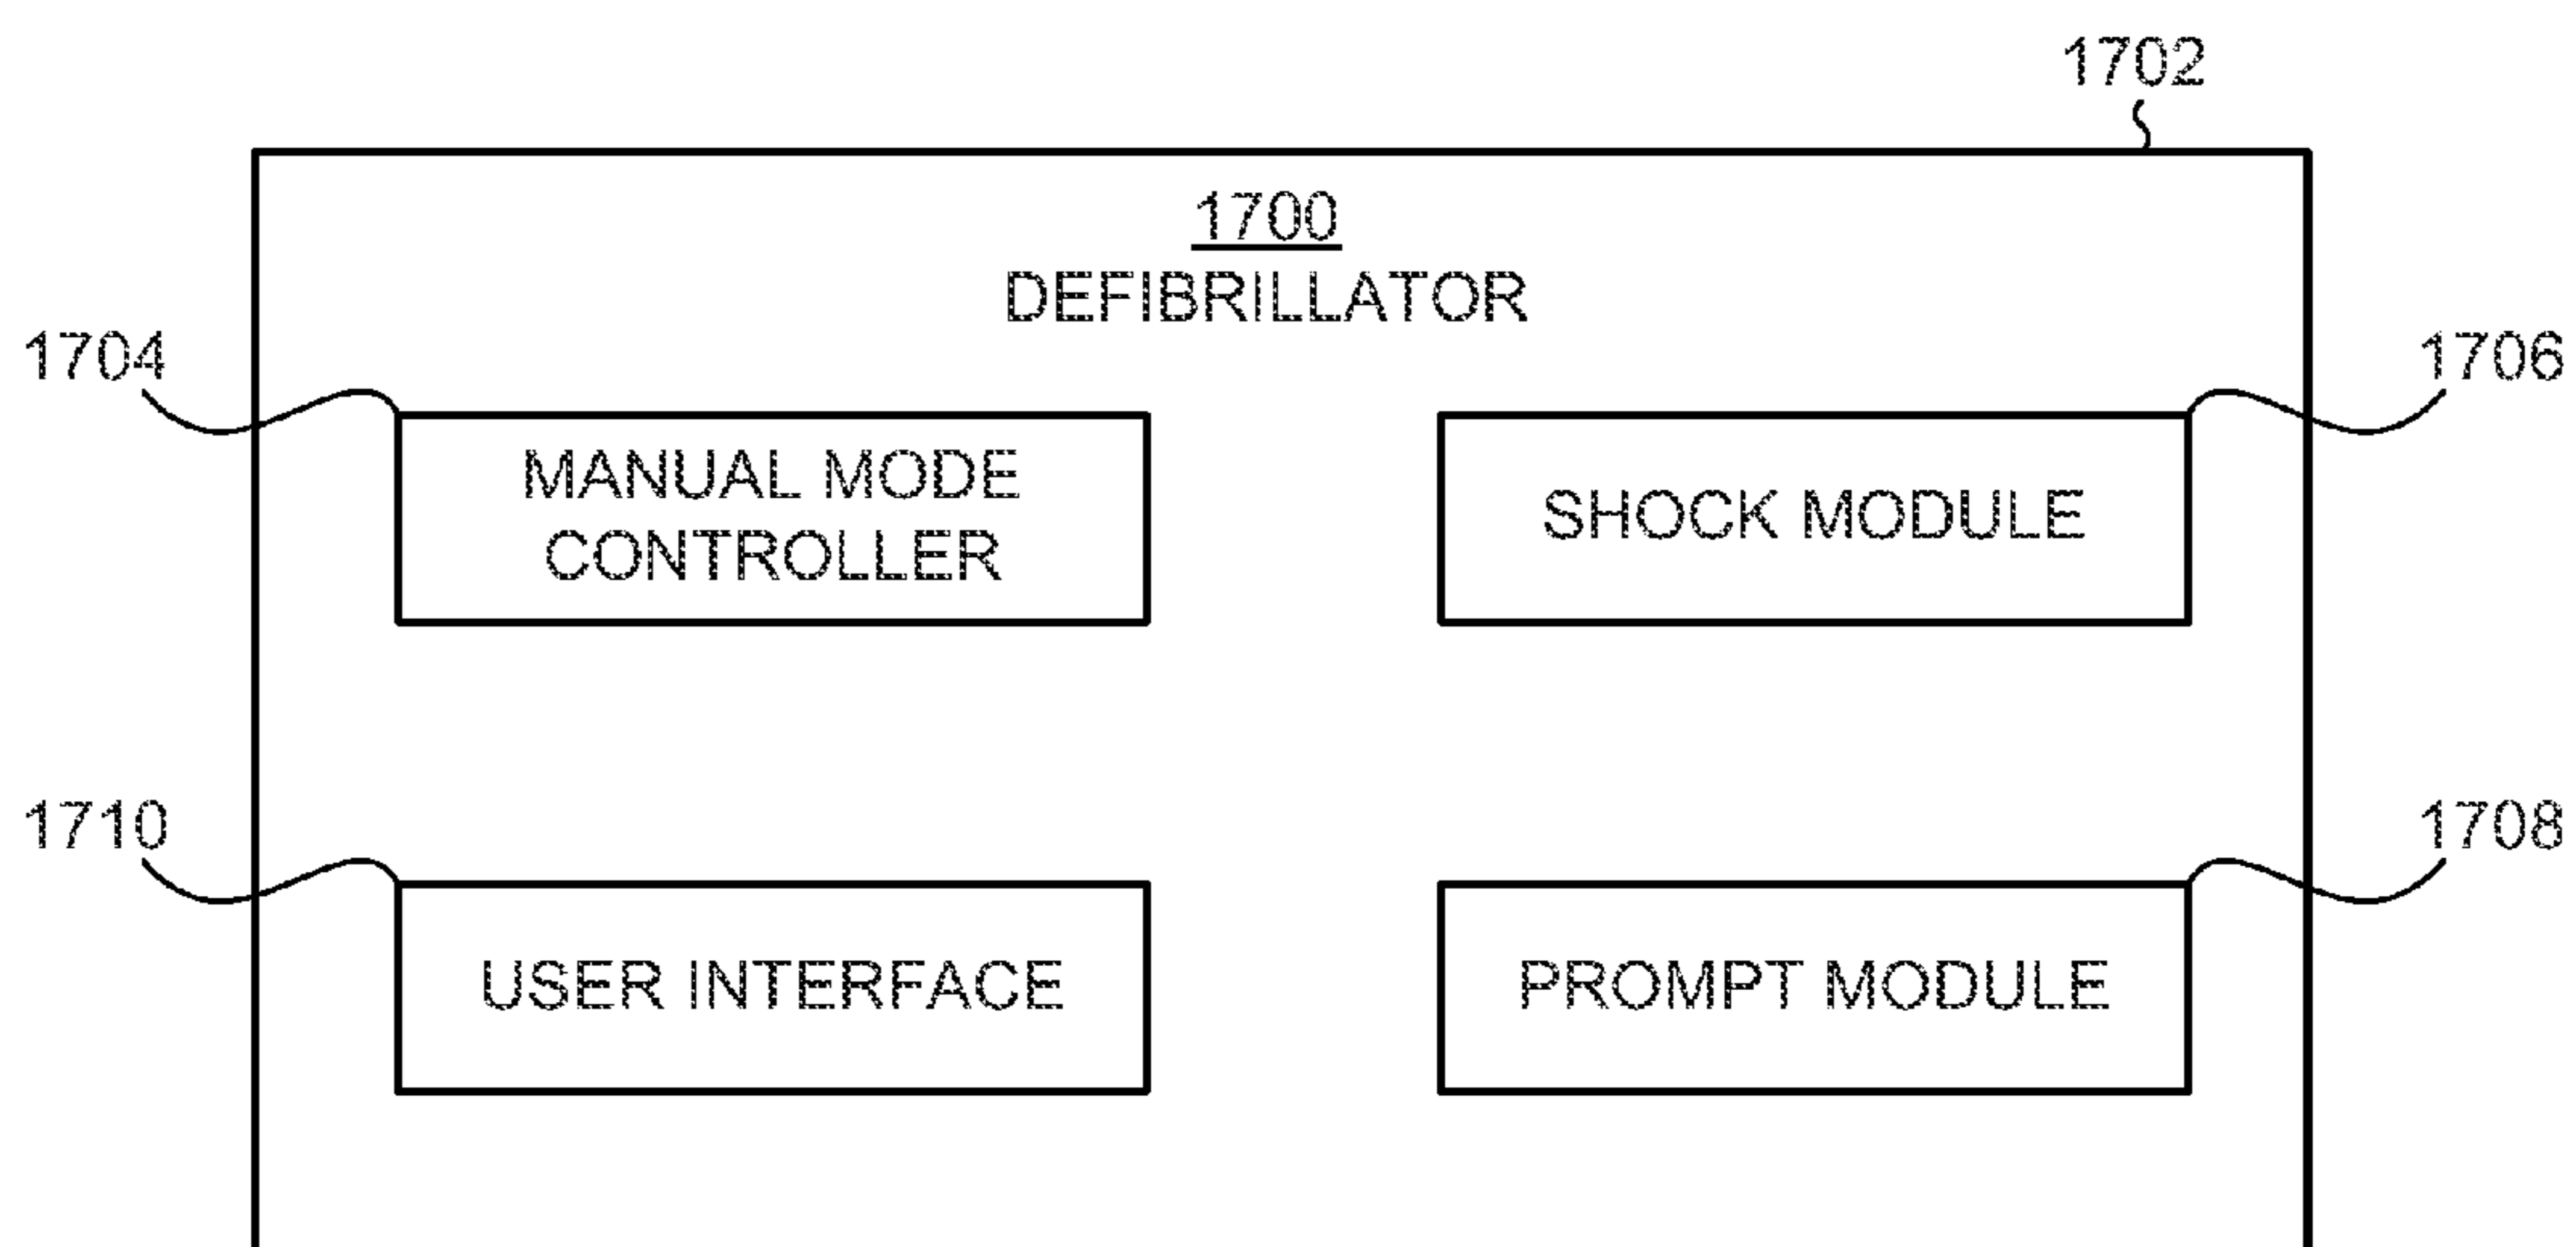 1702
1700
DEFIBRILLATOR
1704
1706
MANUAL MODE
CONTROLLER
SHOCK MODULE
1710
1708
USER INTERFACE
PROMPT MODULE